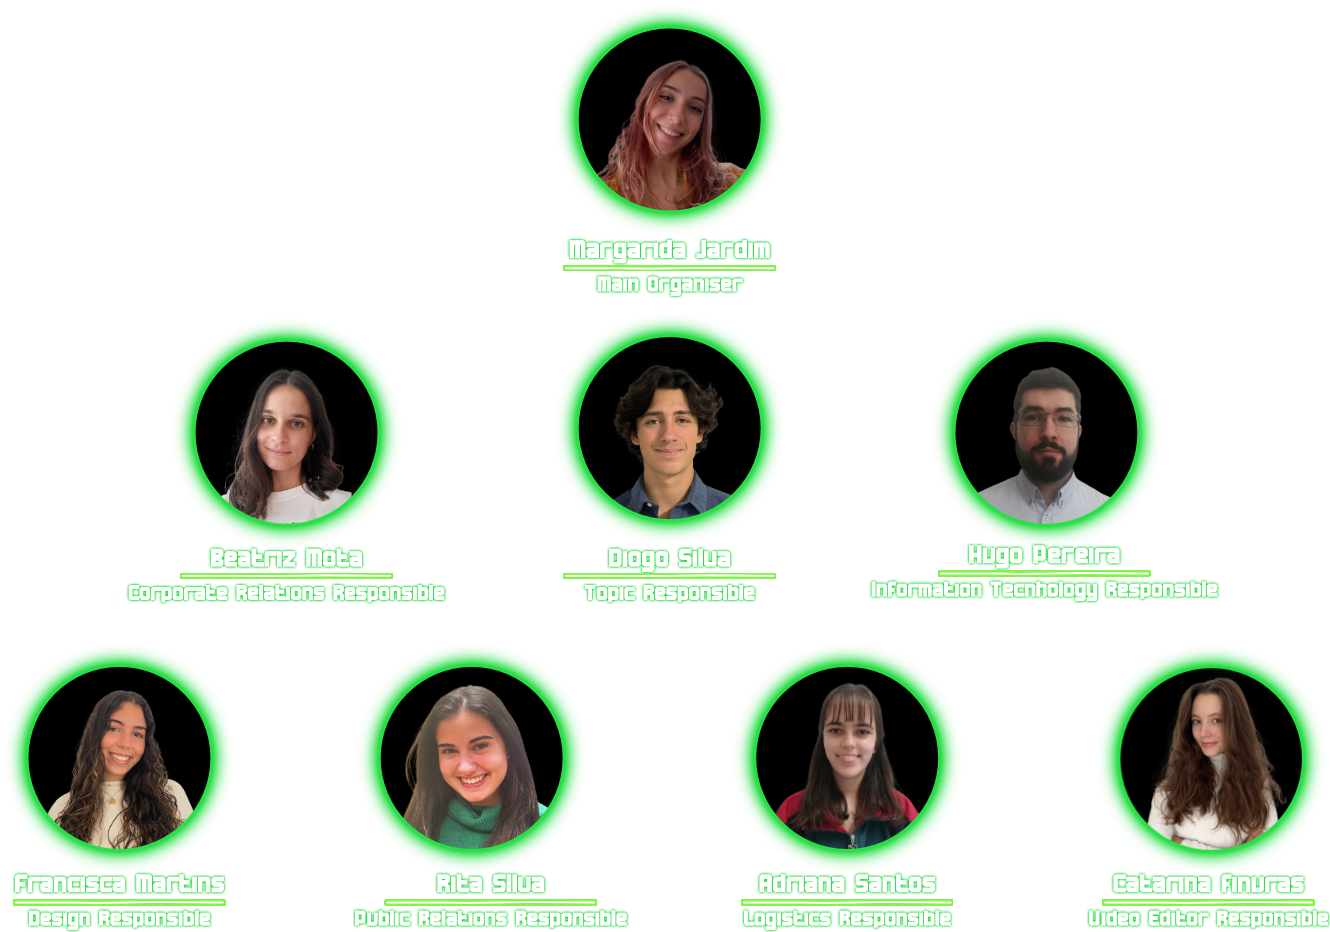 Margarida Jardim
Main Organiser
Beatriz Mota
Corporate Relations Responsible
Diogo Silva
Topic Responsible
Hugo Pereira
Information Tecnhology Responsible
Francisca Martins
Design Responsible
Rita Silva
Public Relations Responsible
Adriana Santos
Logistics Responsible
Catarina Finuras
Video Editor Responsible